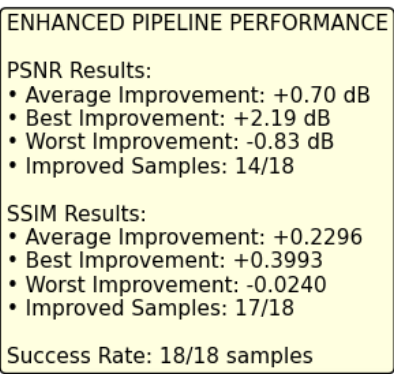 ENHANCED PIPELINE PERFORMANCE
PSNR Results:
• Average Improvement: +0.70 dB
• Best Improvement: +2.19 dB
• Worst Improvement: -0.83 dB
• Improved Samples: 14/18
SSIM Results:
• Average Improvement: +0.2296
• Best Improvement: +0.3993
• Worst Improvement: -0.0240
• Improved Samples: 17/18
Success Rate: 18/18 samples